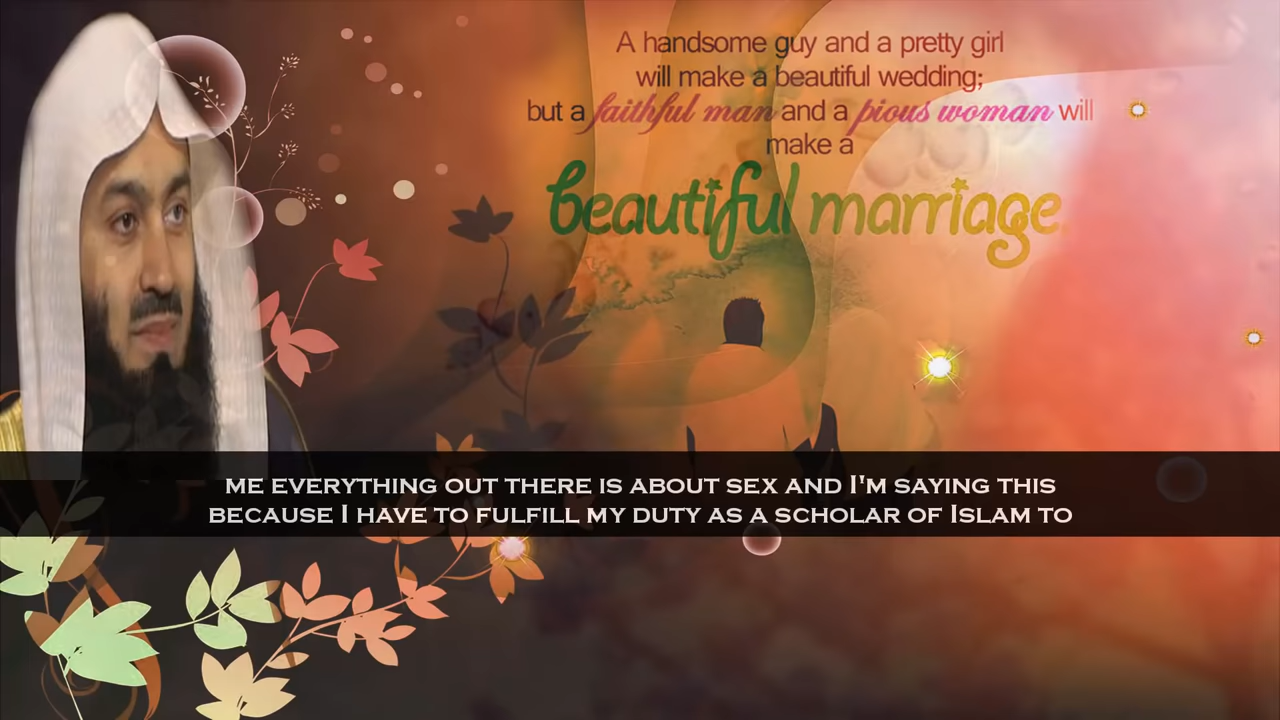 A handsome guy and a pretty girl
will make a beautiful wedding;
but a faithful man and a pious woman will
make a
beautiful marriage.
ME EVERYTHING OUT THERE IS ABOUT SEX AND I'M SAYING THIS
BECAUSE I HAVE TO FULFILL MY DUTY AS A SCHOLAR OF ISLAM TO